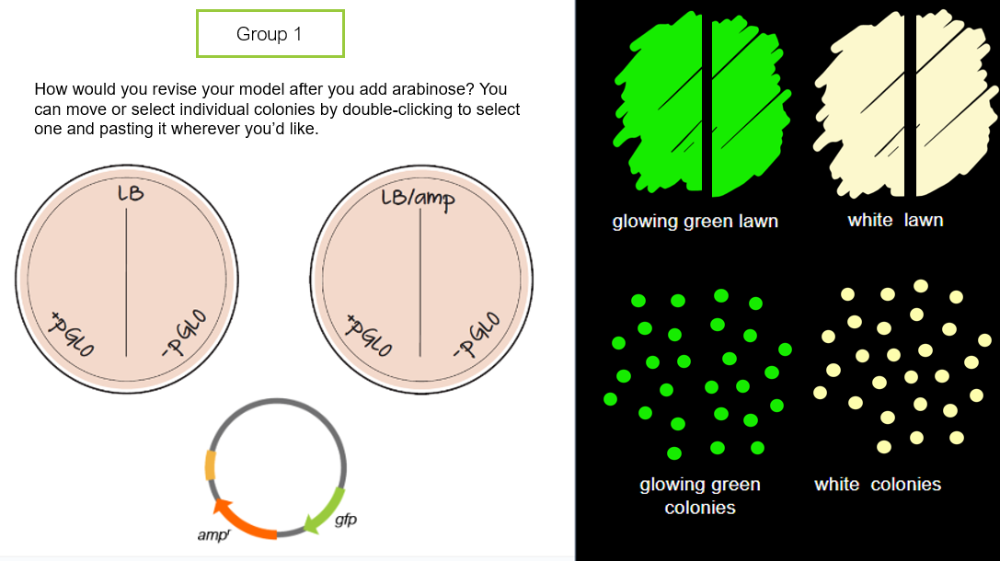 Group 1
How would you revise your model after you add arabinose? You
can move or select individual colonies by double-clicking to select
one and pasting it wherever you’d like.
LB
+pGLO
-pGLO
LB/amp
+pGLO
-pGLO
ampʳ
gfp
glowing green lawn
white lawn
glowing green
colonies
white colonies